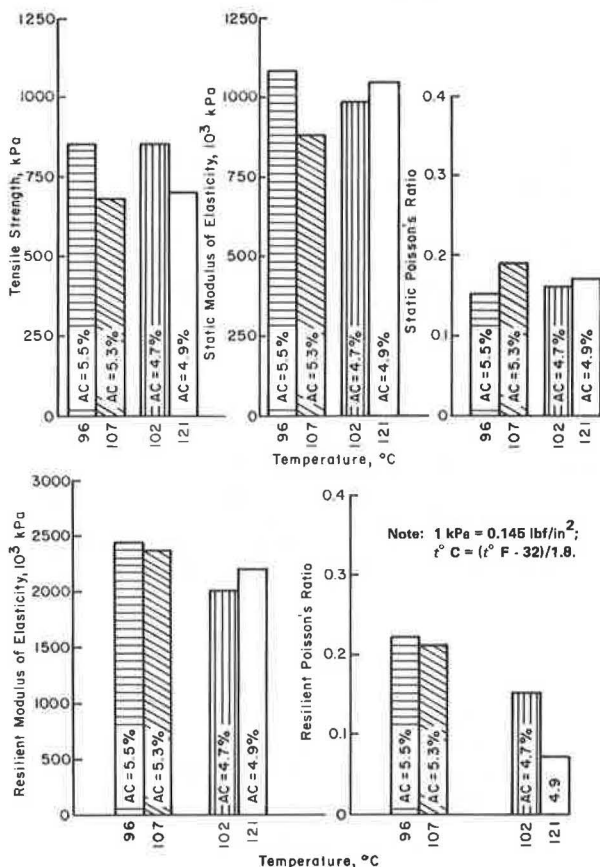 1250
1000
750
500
250
0
Tensile Strength, kPa
AC = 5.5%
AC = 5.3%
AC = 4.7%
AC = 4.9%
96
107
102
121
1250
1000
750
500
250
0
Static Modulus of Elasticity, 10³ kPa
AC = 5.5%
AC = 5.3%
AC = 4.7%
AC = 4.9%
96
107
102
121
0.4
0.3
0.2
0.1
0
Static Poisson's Ratio
AC = 5.5%
AC = 5.3%
AC = 4.7%
AC = 4.9%
96
107
102
121
Temperature, °C
3000
2500
2000
1500
1000
500
0
Resilient Modulus of Elasticity, 10³ kPa
AC = 5.5%
AC = 5.3%
AC = 4.7%
AC = 4.9%
96
107
102
121
0.4
0.3
0.2
0.1
0
Resilient Poisson's Ratio
Note: 1 kPa = 0.145 lbf/in²;
t° C = (t° F - 32)/1.8.
AC = 5.5%
AC = 5.3%
AC = 4.7%
4.9
96
107
102
121
Temperature, °C